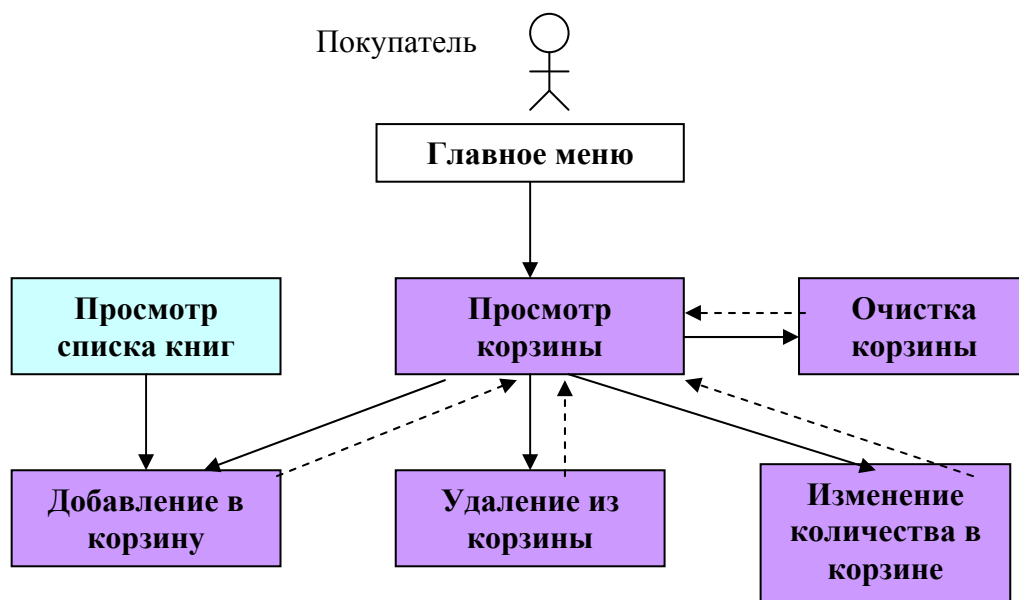 Покупатель
Главное меню
Просмотр
списка книг
Просмотр
корзины
Очистка
корзины
Добавление в
корзину
Удаление из
корзины
Изменение
количества в
корзине